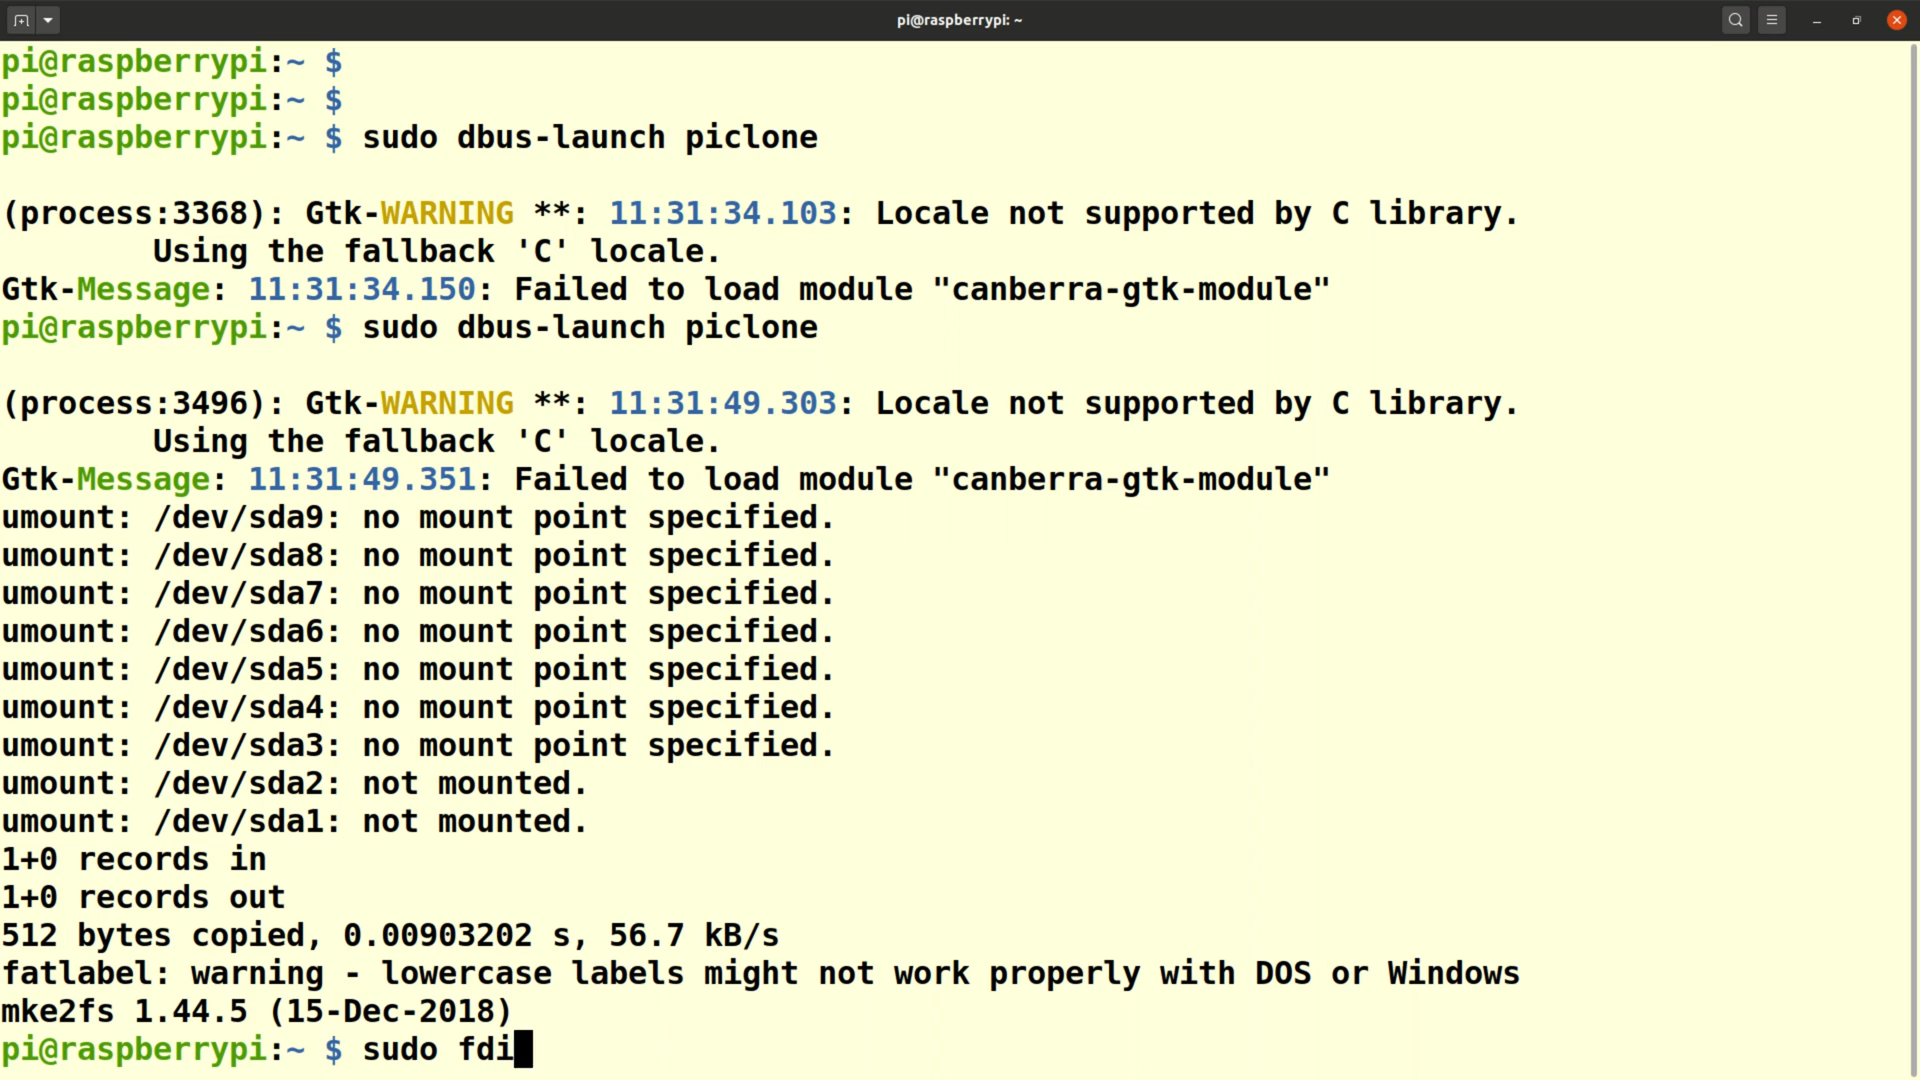 pi@raspberrypi: ~
pi@raspberrypi:~ $
pi@raspberrypi:~ $
pi@raspberrypi:~ $ sudo dbus-launch piclone
(process:3368): Gtk-WARNING **: 11:31:34.103: Locale not supported by C library.
Using the fallback 'C' locale.
Gtk-Message: 11:31:34.150: Failed to load module "canberra-gtk-module"
pi@raspberrypi:~ $ sudo dbus-launch piclone
(process:3496): Gtk-WARNING **: 11:31:49.303: Locale not supported by C library.
Using the fallback 'C' locale.
Gtk-Message: 11:31:49.351: Failed to load module "canberra-gtk-module"
umount: /dev/sda9: no mount point specified.
umount: /dev/sda8: no mount point specified.
umount: /dev/sda7: no mount point specified.
umount: /dev/sda6: no mount point specified.
umount: /dev/sda5: no mount point specified.
umount: /dev/sda4: no mount point specified.
umount: /dev/sda3: no mount point specified.
umount: /dev/sda2: not mounted.
umount: /dev/sda1: not mounted.
1+0 records in
1+0 records out
512 bytes copied, 0.00903202 s, 56.7 kB/s
fatlabel: warning - lowercase labels might not work properly with DOS or Windows
mke2fs 1.44.5 (15-Dec-2018)
pi@raspberrypi:~ $ sudo fdi